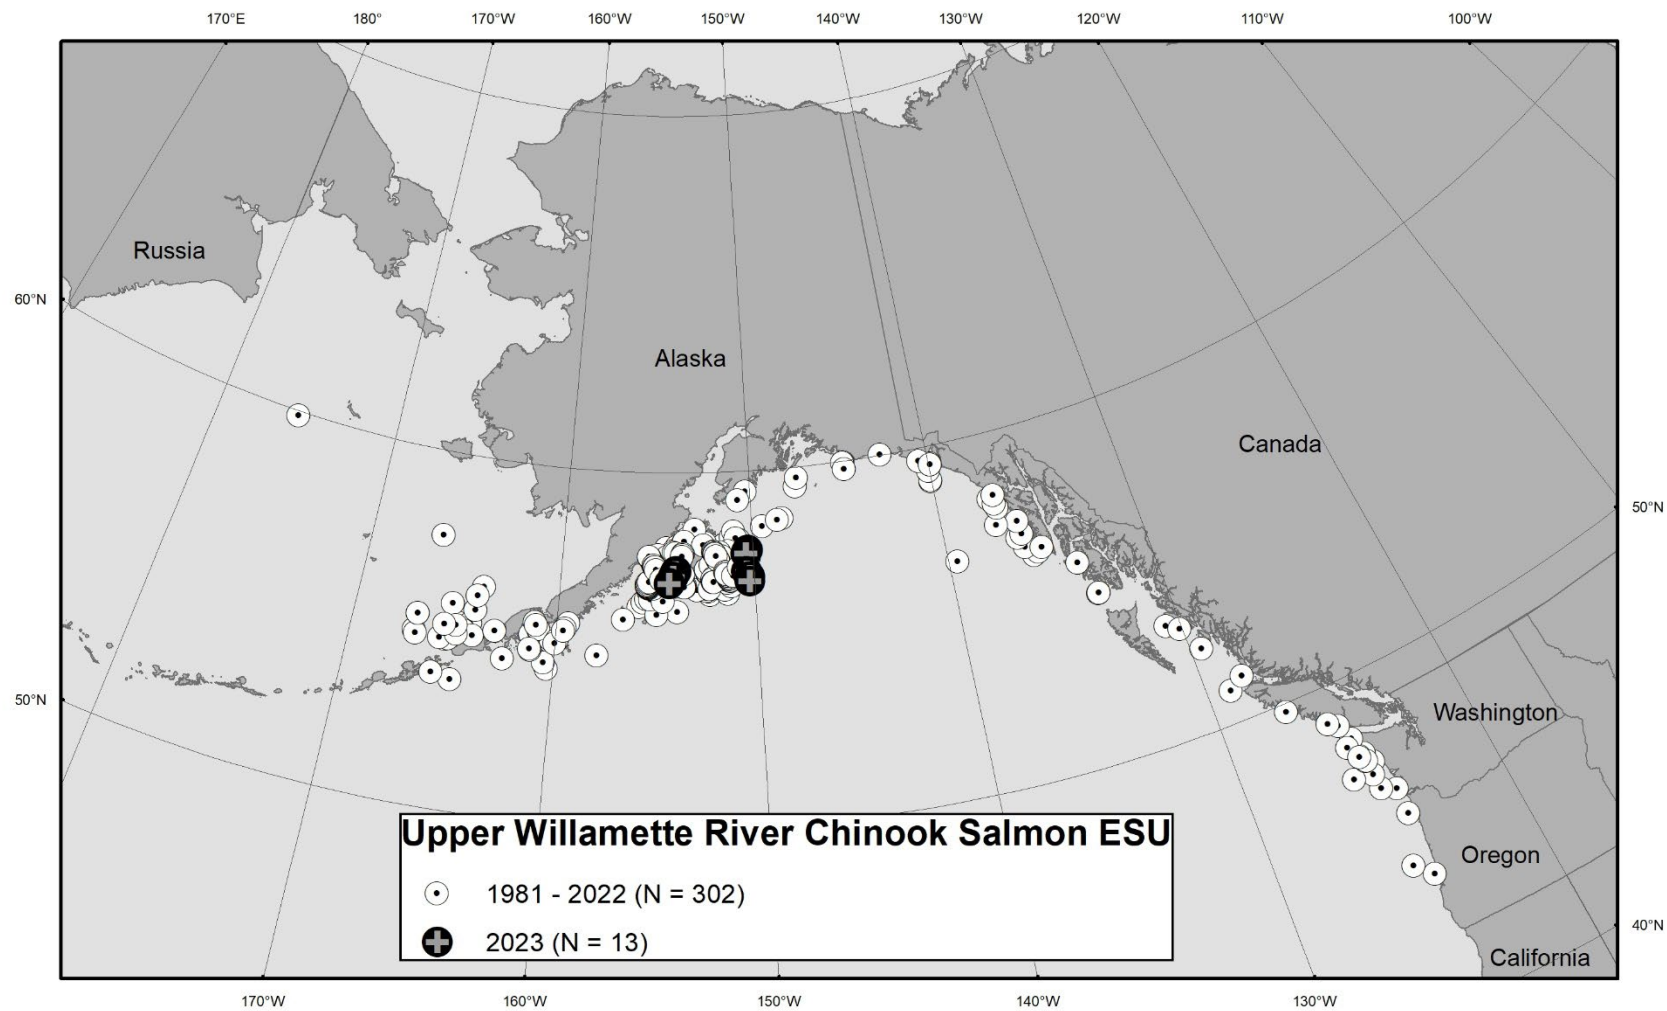 170°E 180° 170°W 160°W 150°W 140°W 130°W 120°W 110°W 100°W
Russia
60°N
Alaska
Canada
50°N
50°N
Washington
Upper Willamette River Chinook Salmon ESU
Oregon
1981 - 2022 (N = 302)
40°N
2023 (N = 13)
California
170°W 160°W 150°W 140°W 130°W